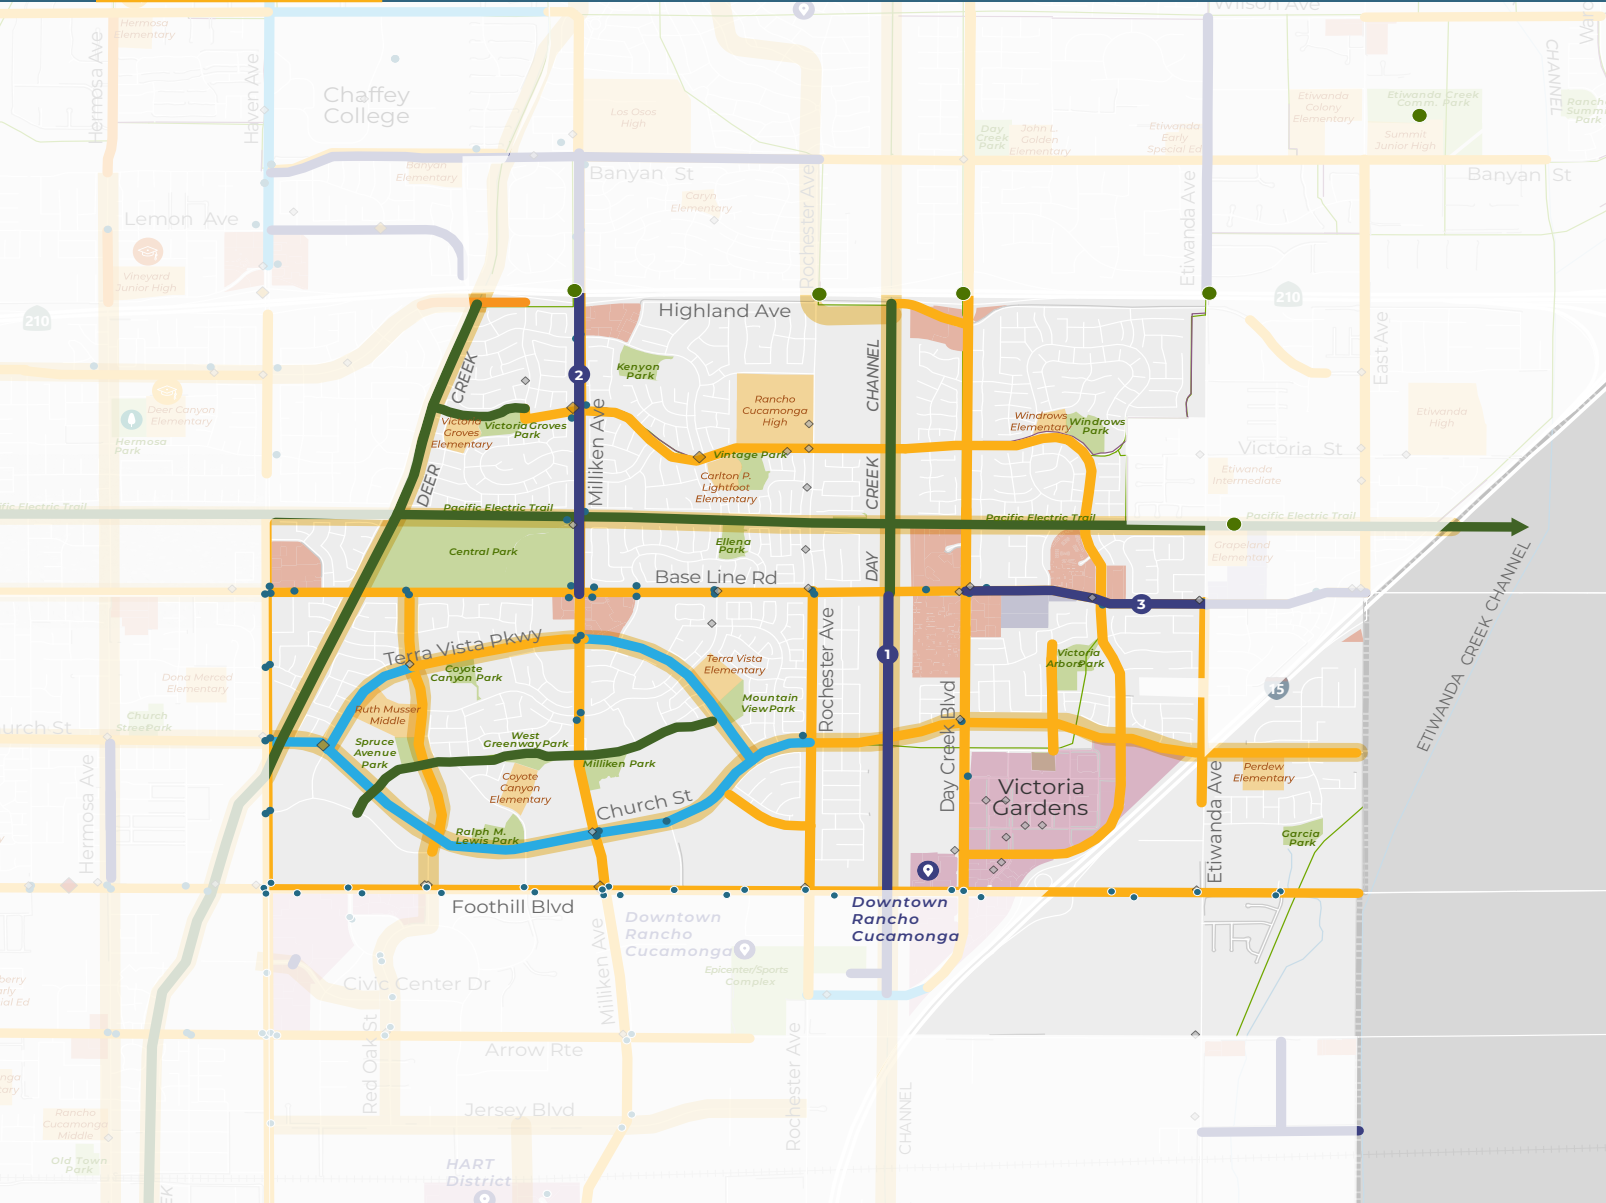 Wilson Ave
Hermosa
Elementary
Hermosa Ave
Haven Ave
Chaffey
College
Los Osos
High
Etiwanda
Colony
Elementary
Etiwanda Creek
Comm. Park
CHANNEL
Day
Creek
Park
John L.
Golden
Elementary
Etiwanda
Early
Special Ed
Summit
Junior High
Banyan
Elementary
Banyan St
Banyan St
Caryn
Elementary
Rochester Ave
Etiwanda Ave
Lemon Ave
Vineyard
Junior High
210
210
Highland Ave
East Ave
CREEK
CHANNEL
Kenyon
Park
2
Milliken Ave
Rancho
Cucamonga
High
Deer Canyon
Elementary
Hermosa
Park
Victoria
Groves
Elementary
Victoria Groves
Park
Windrows
Elementary
Windrows
Park
Etiwanda
High
Victoria St
Vintage Park
Carlton P.
Lightfoot
Elementary
DEER
CREEK
Etiwanda
Intermediate
Pacific Electric Trail
Pacific Electric Trail
Pacific Electric Trail
Central Park
Ellena
Park
DAY
Grapeland
Elementary
Base Line Rd
3
ETIWANDA CREEK CHANNEL
Terra Vista Pkwy
Rochester Ave
1
Coyote
Canyon Park
Terra Vista
Elementary
Victoria
Arbors Park
Dona Merced
Elementary
15
Ruth Musser
Middle
Mountain
View Park
Day Creek Blvd
Church
Street Park
Spruce
Avenue
Park
West
Greenway Park
Milliken Park
Coyote
Canyon
Elementary
Church St
Victoria
Gardens
Perdew
Elementary
Etiwanda Ave
Hermosa Ave
Ralph M.
Lewis Park
Garcia
Park
Foothill Blvd
Downtown
Rancho
Cucamonga
Downtown
Rancho
Cucamonga
Milliken Ave
Epicenter/Sports
Complex
Civic Center Dr
Red Oak St
Arrow Rte
Rochester Ave
CHANNEL
Jersey Blvd
Rancho
Cucamonga
Middle
Old Town
Park
HART
District